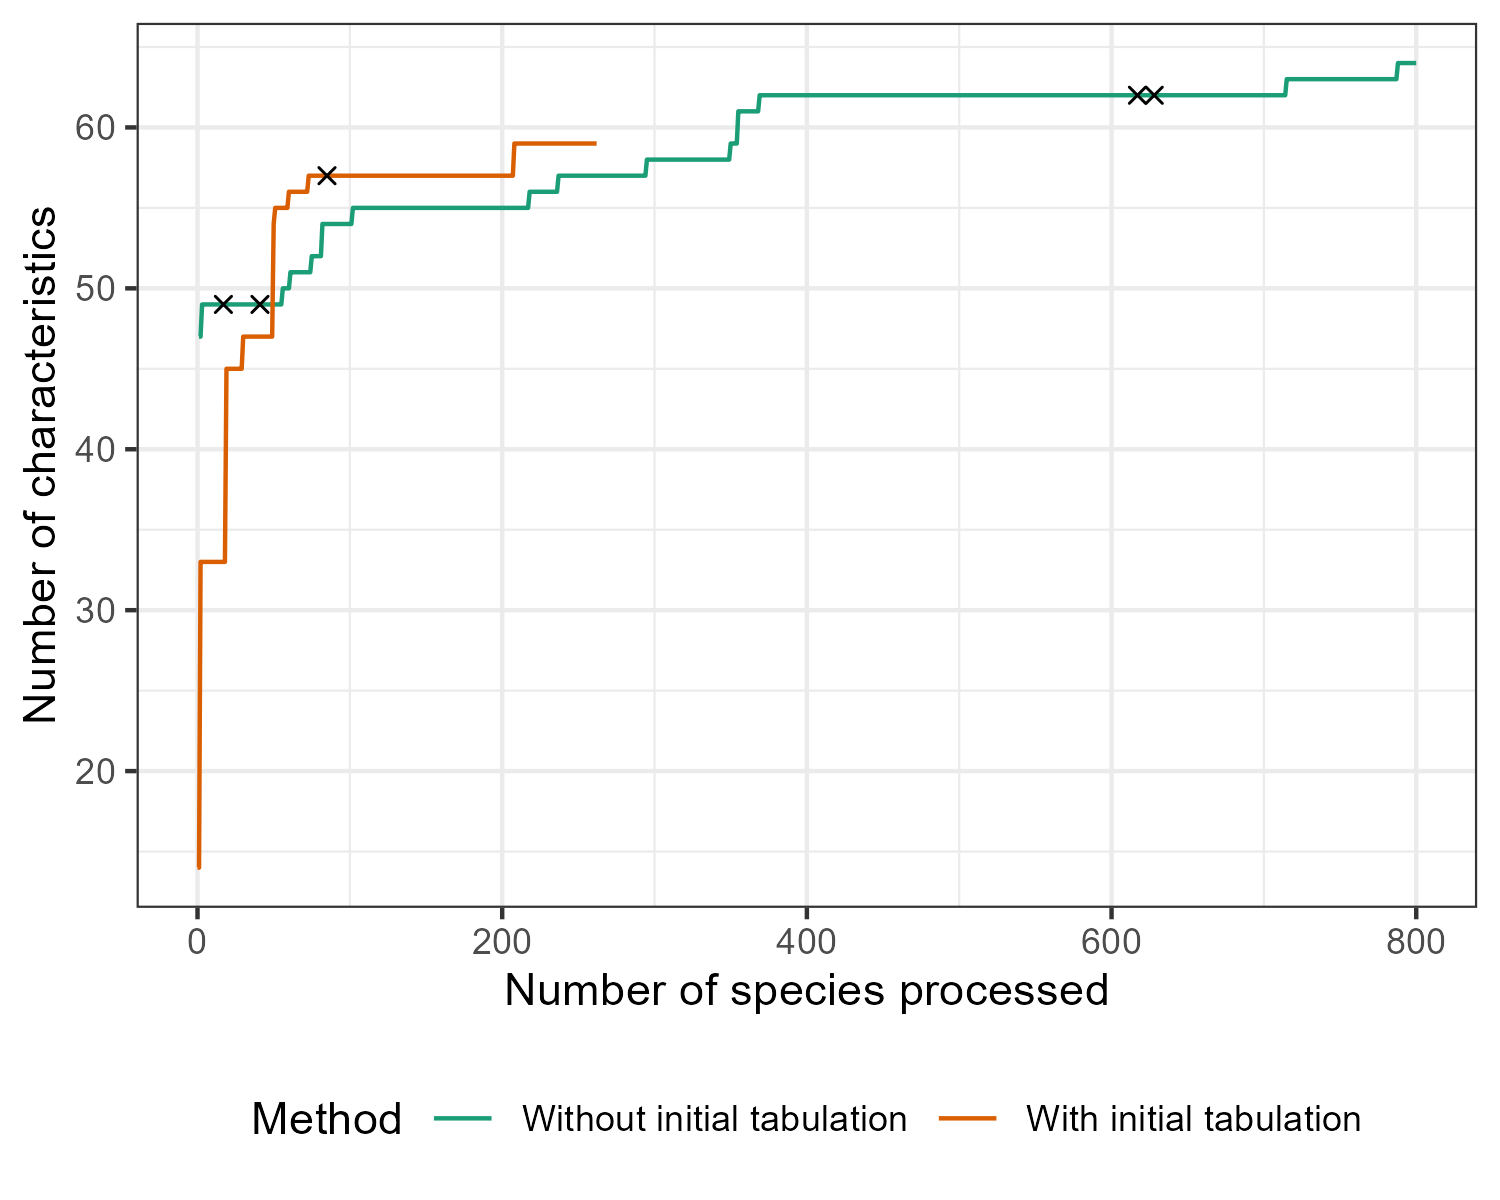 Number of characteristics
60
50
40
30
20
0 200 400 600 800
Number of species processed
Method Without initial tabulation With initial tabulation